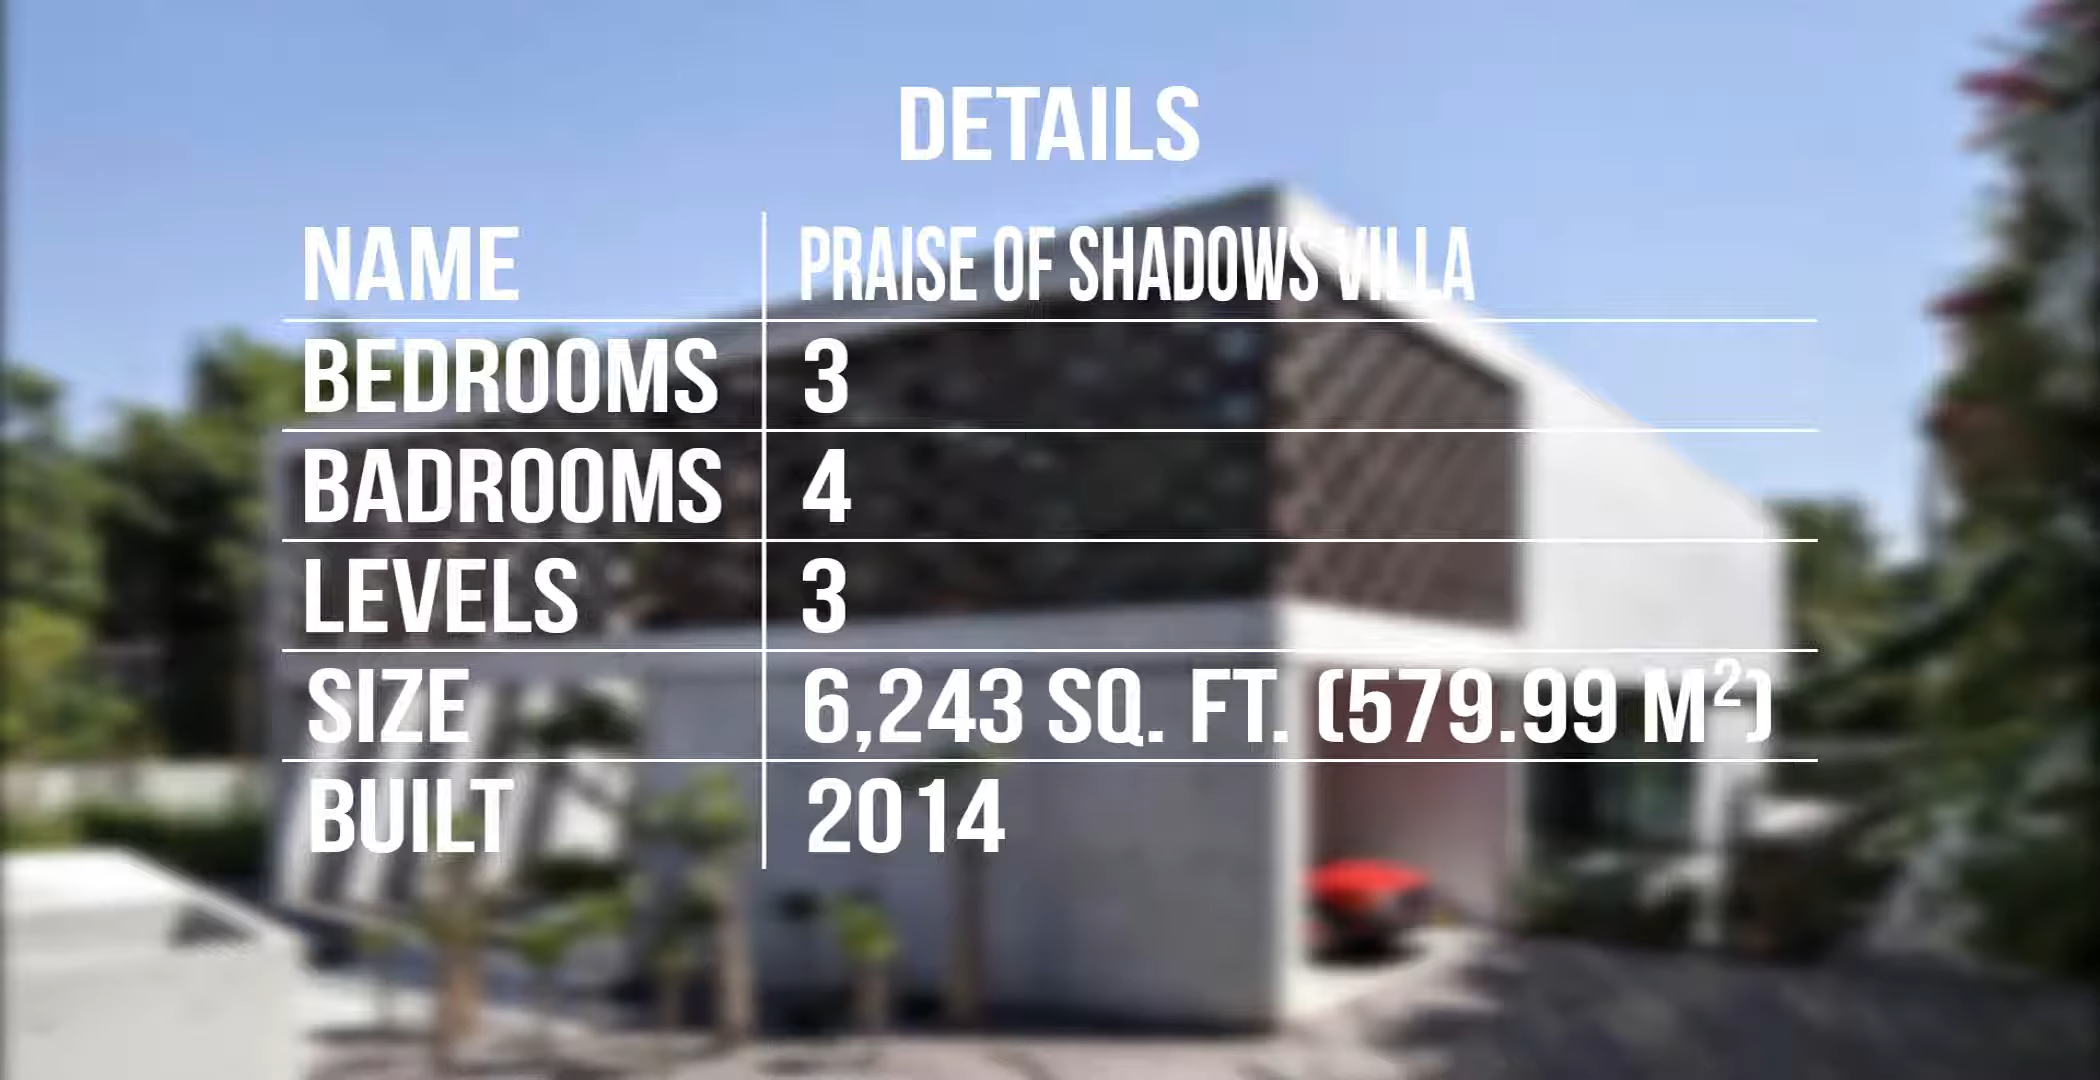 DETAILS
NAME PRAISE OF SHADOWS VILLA
BEDROOMS 3
BADROOMS 4
LEVELS 3
SIZE 6,243 SQ. FT. (579.99 M²)
BUILT 2014